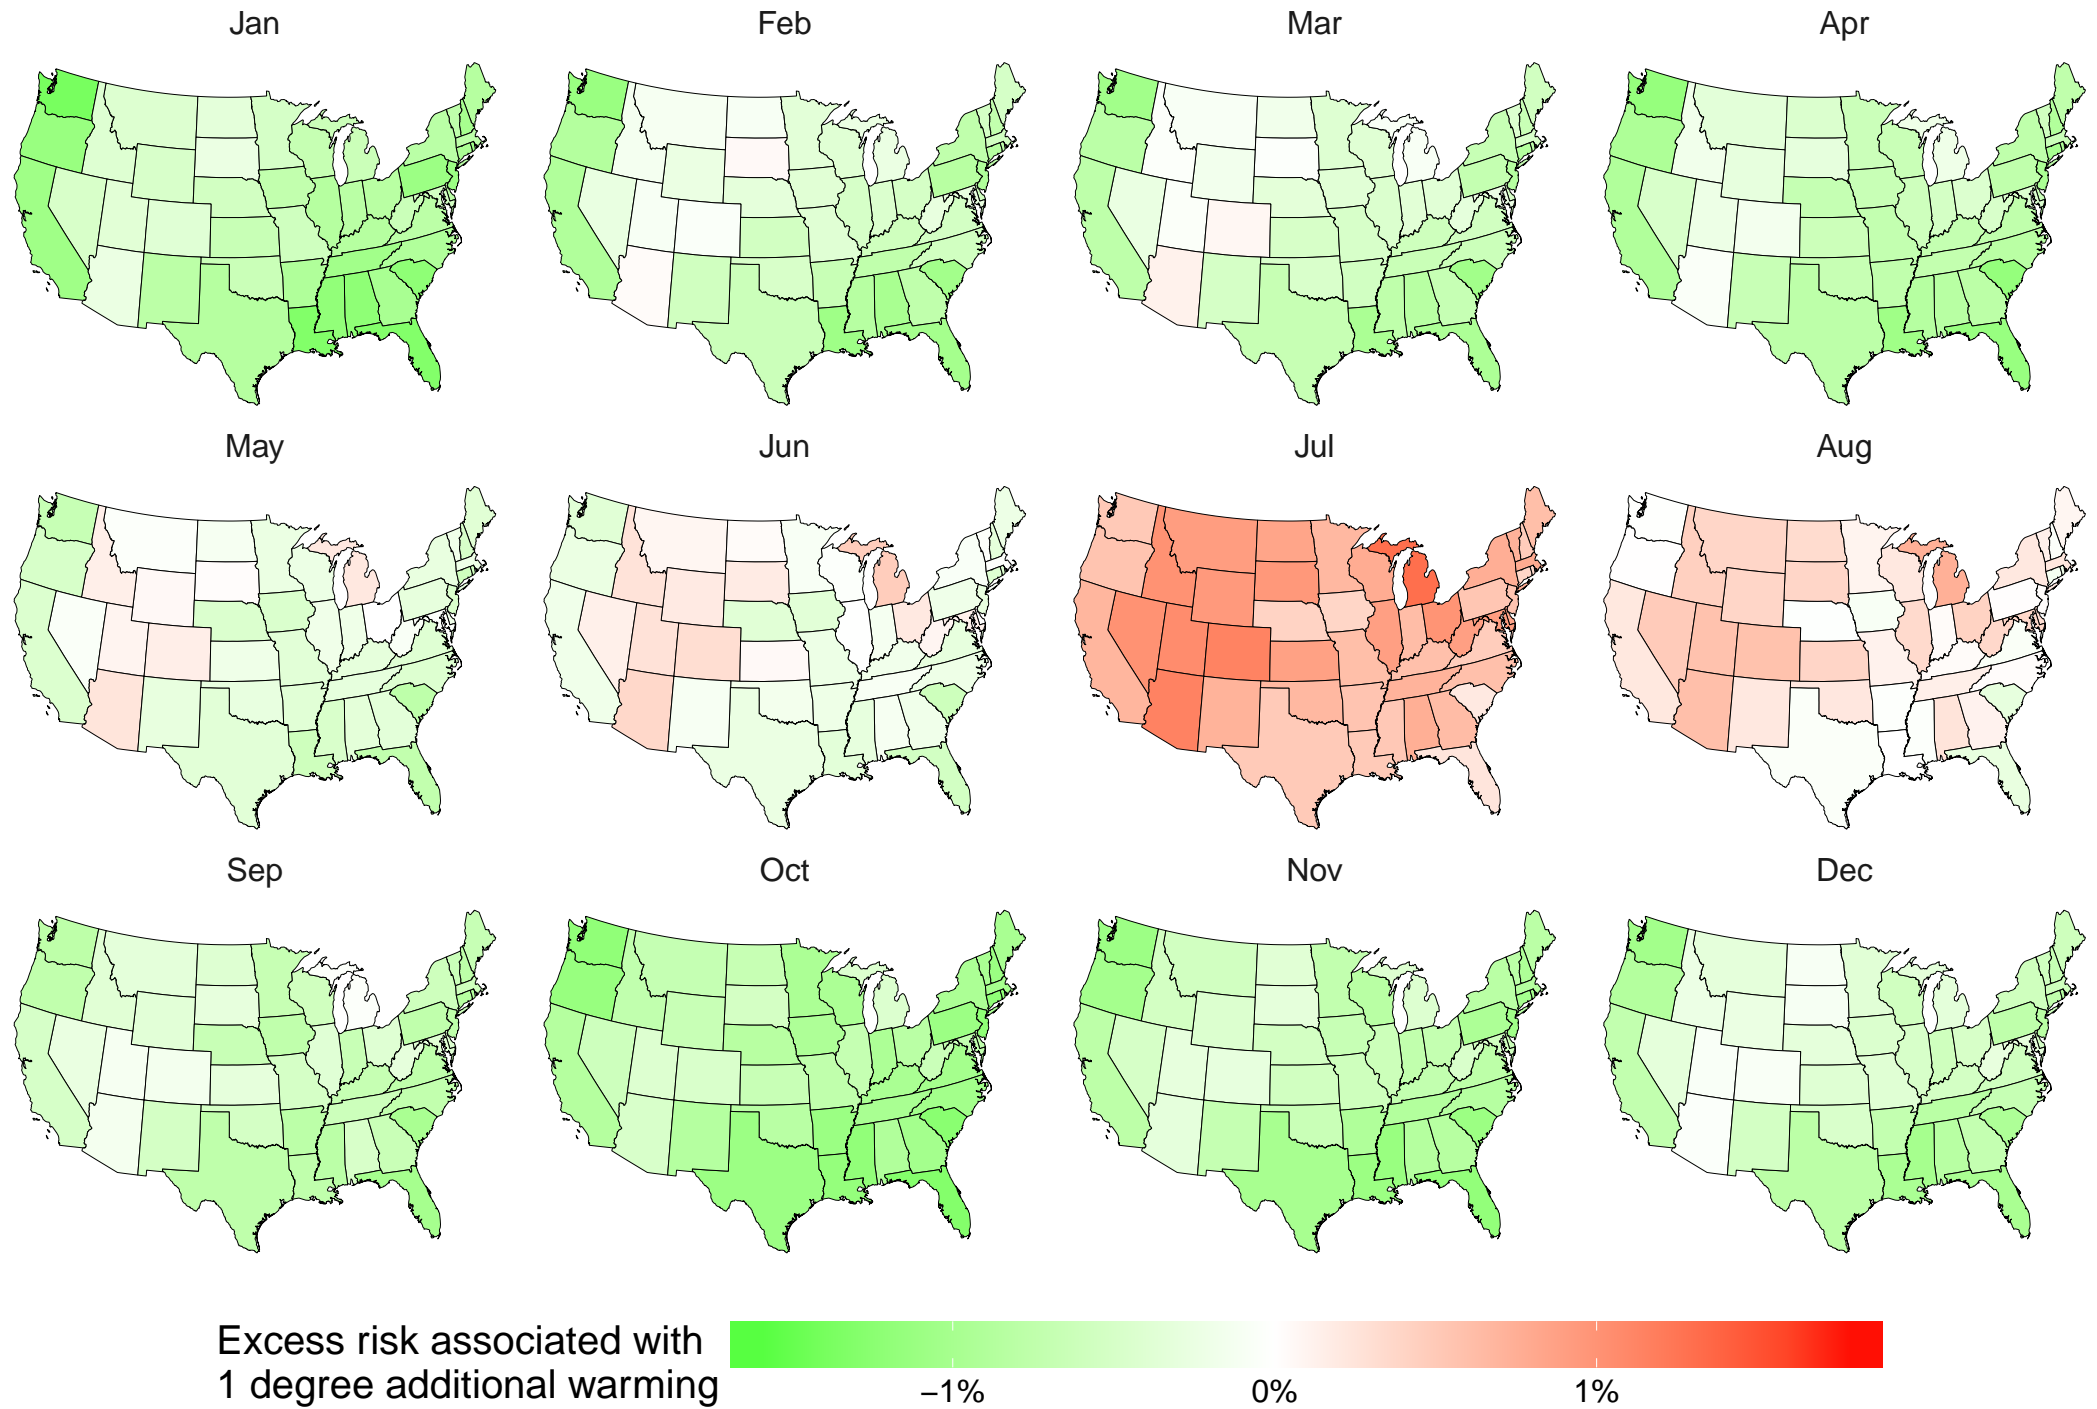 Jan
Feb
Mar
Apr
May
Jun
Jul
Aug
Sep
Oct
Nov
Dec
Excess risk associated with
1 degree additional warming
−1%
0%
1%